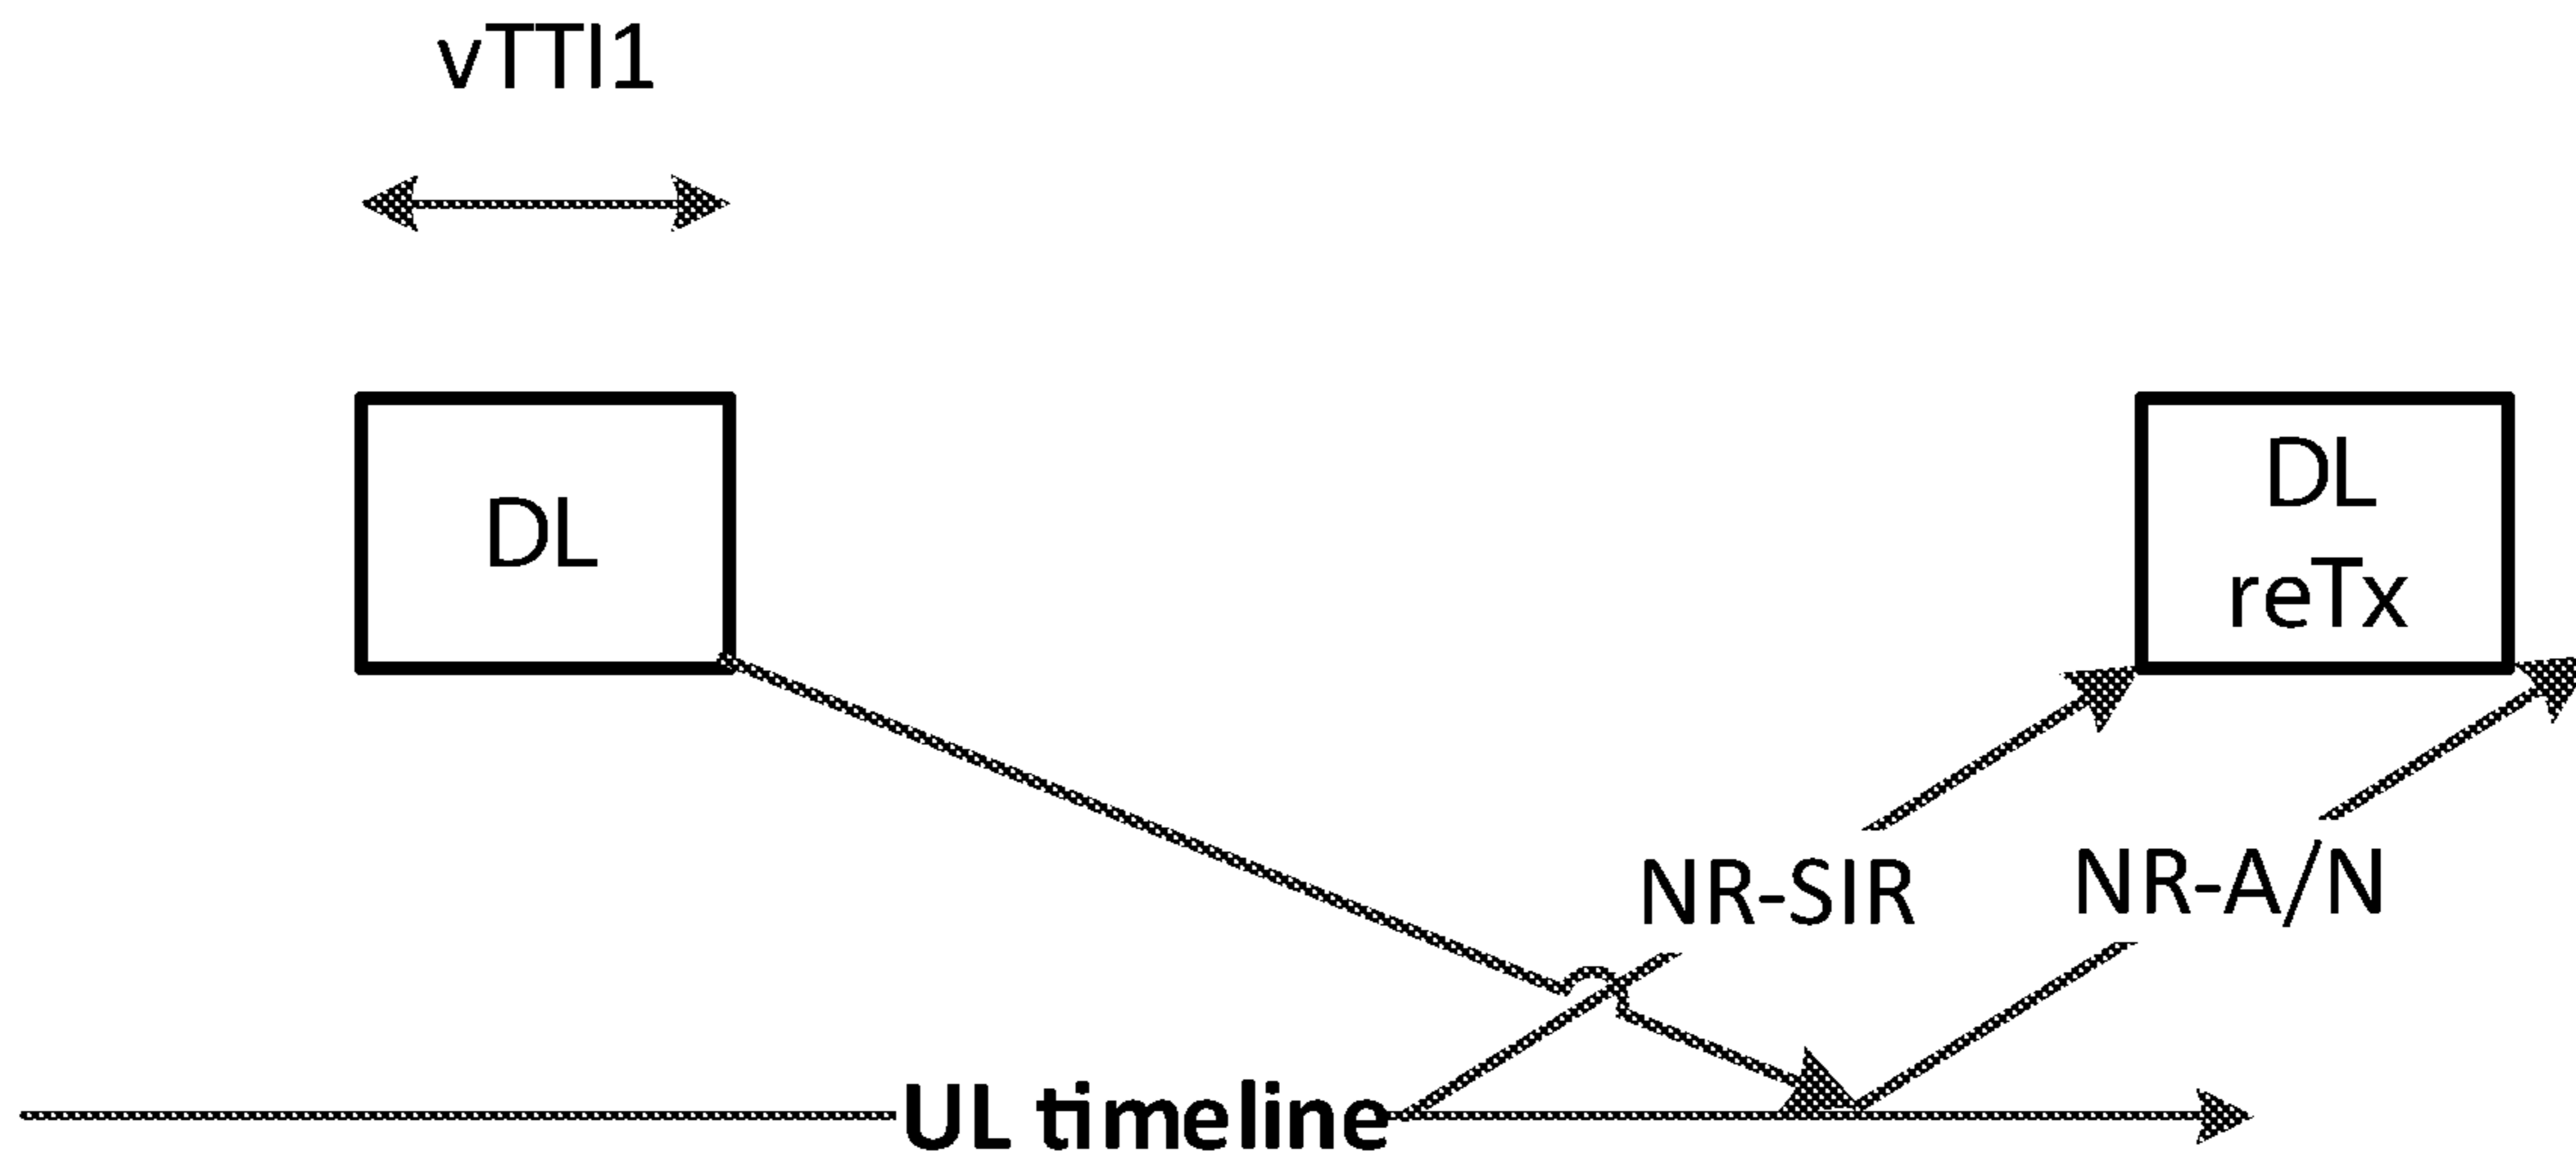 vTTI1
DL
DL
reTx
NR-SIR
NR-A/N
UL timeline